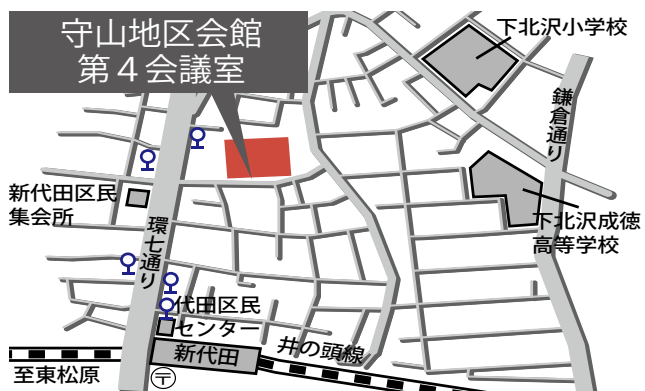 守山地区会館
第４会議室
下北沢小学校
鎌倉通り
新代田区民
集会所
環七通り
下北沢成徳
高等学校
代田区民
センター
新代田
井の頭線
至東松原
〒